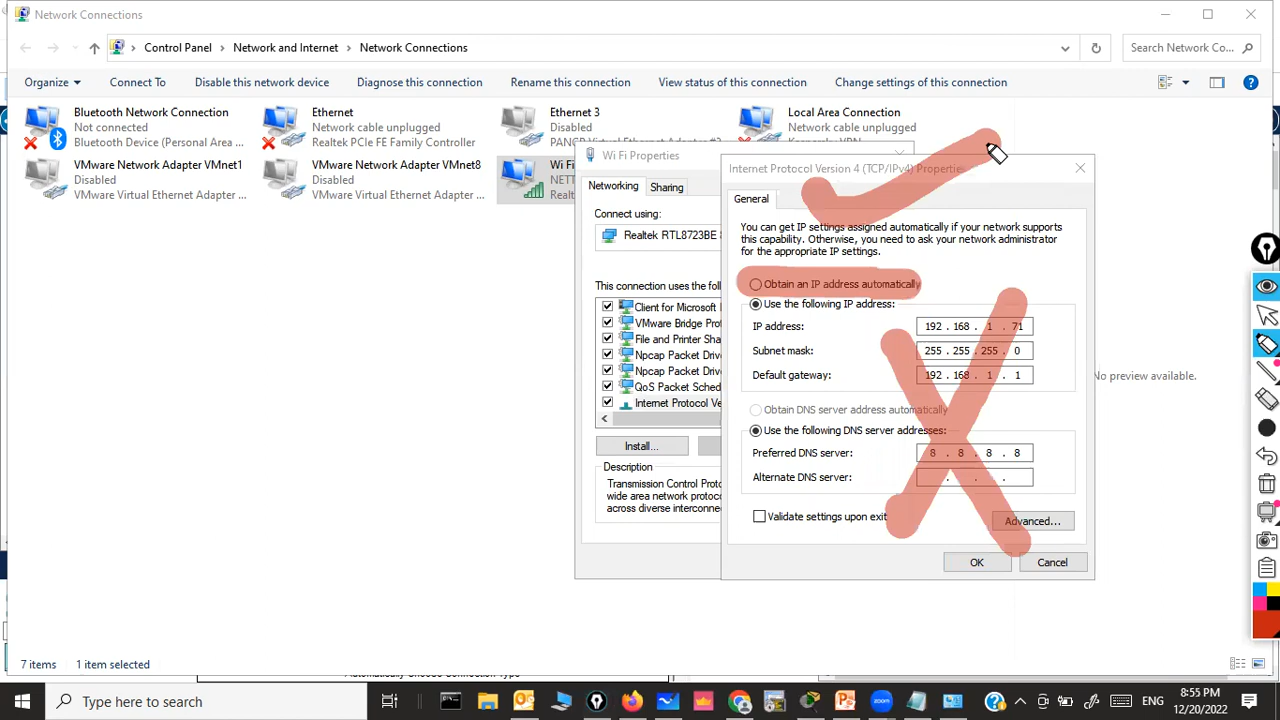 Network Connections
Control Panel > Network and Internet > Network Connections
Search Network Co...
Organize
Connect To
Disable this network device
Diagnose this connection
Rename this connection
View status of this connection
Change settings of this connection
Bluetooth Network Connection
Not connected
Bluetooth Device (Personal Area ...
Ethernet
Network cable unplugged
Realtek PCIe FE Family Controller
Ethernet 3
Disabled
Local Area Connection
Network cable unplugged
VMware Network Adapter VMnet1
Disabled
VMware Virtual Ethernet Adapter ...
VMware Network Adapter VMnet8
Disabled
VMware Virtual Ethernet Adapter ...
Wi Fi
NETT
Realt
Wi Fi Properties
Networking
Sharing
Connect using:
Realtek RTL8723BE 8
This connection uses the follo
Client for Microsoft
VMware Bridge Prot
File and Printer Sha
Npcap Packet Drive
Npcap Packet Drive
QoS Packet Sched
Internet Protocol Ve
Install...
Description
Transmission Control Proto
wide area network protoco
across diverse interconnec
Internet Protocol Version 4 (TCP/IPv4) Properties
General
You can get IP settings assigned automatically if your network supports
this capability. Otherwise, you need to ask your network administrator
for the appropriate IP settings.
Obtain an IP address automatically
Use the following IP address:
IP address: 192 . 168 . 1 . 71
Subnet mask: 255 . 255 . 255 . 0
Default gateway: 192 . 168 . 1 . 1
Obtain DNS server address automatically
Use the following DNS server addresses:
Preferred DNS server: 8 . 8 . 8 . 8
Alternate DNS server: . . .
Validate settings upon exit
Advanced...
OK
Cancel
No preview available.
7 items
1 item selected
Type here to search
ENG
8:55 PM
12/20/2022